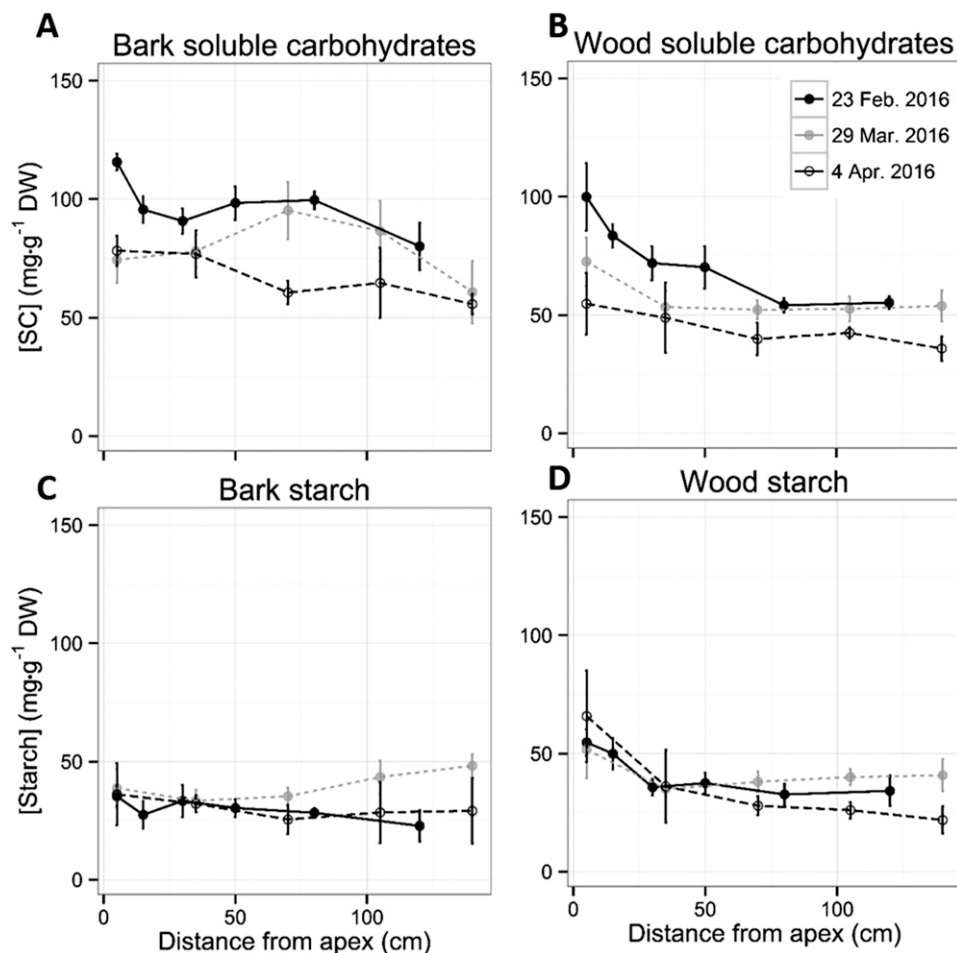 A
Bark soluble carbohydrates
B
Wood soluble carbohydrates
150
100
50
0
[SC] (mg·g⁻¹ DW)
150
100
50
0
23 Feb. 2016
29 Mar. 2016
4 Apr. 2016
C
Bark starch
D
Wood starch
150
100
50
0
[Starch] (mg·g⁻¹ DW)
150
100
50
0
0 50 100
Distance from apex (cm)
0 50 100
Distance from apex (cm)